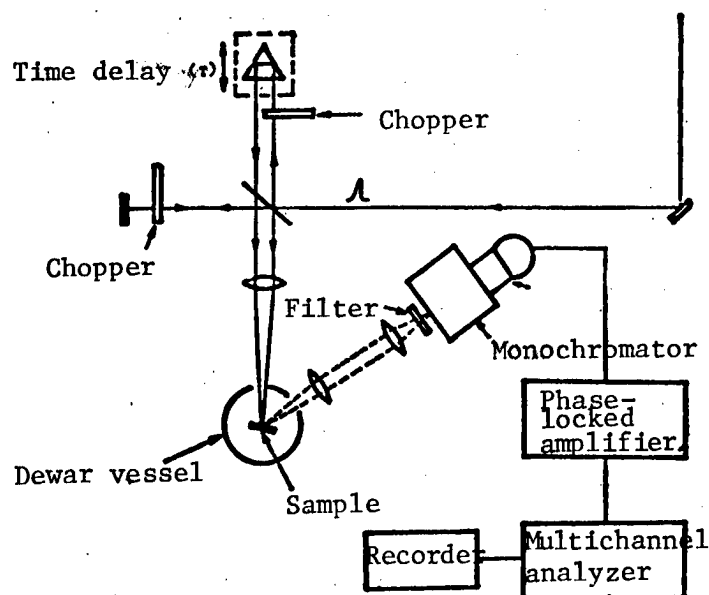 Time delay (τ)
Chopper
Chopper
Filter
Monochromator
Phase-
locked
amplifier
Dewar vessel
Sample
Recorder
Multichannel
analyzer